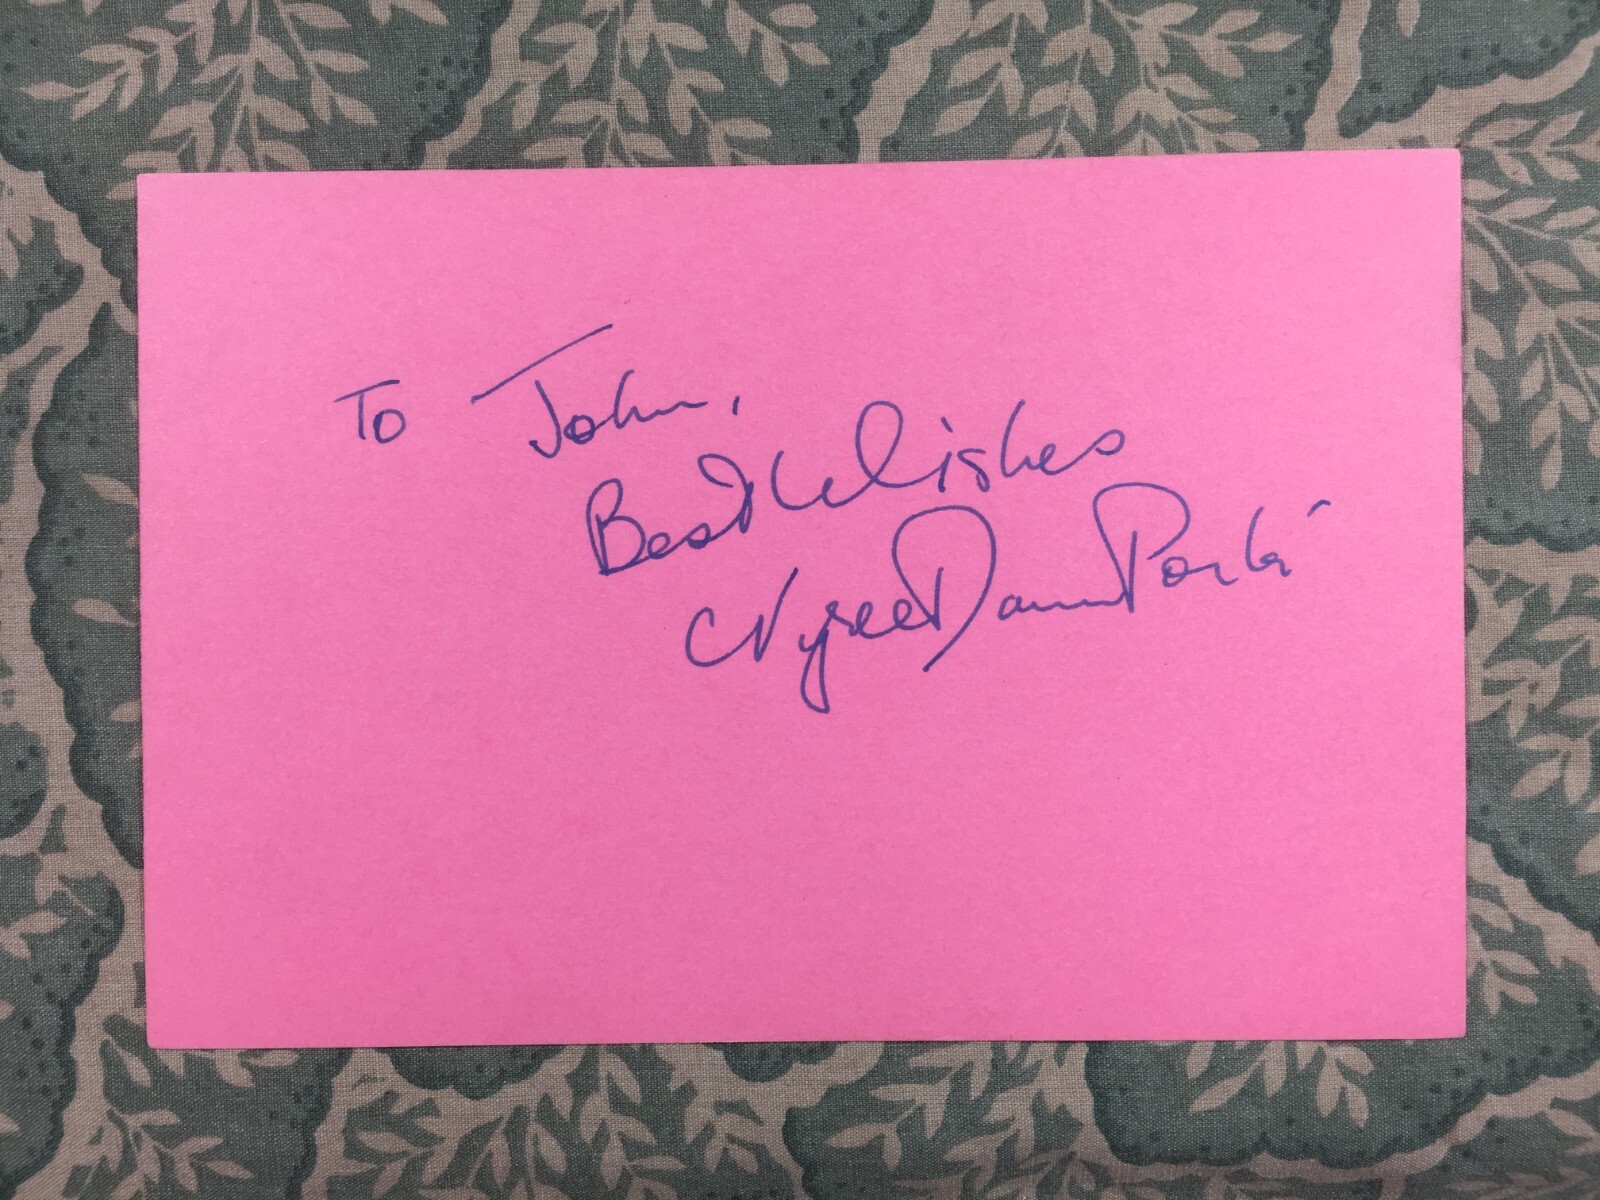 To John,
Best Wishes
Nyree Dawn Porter